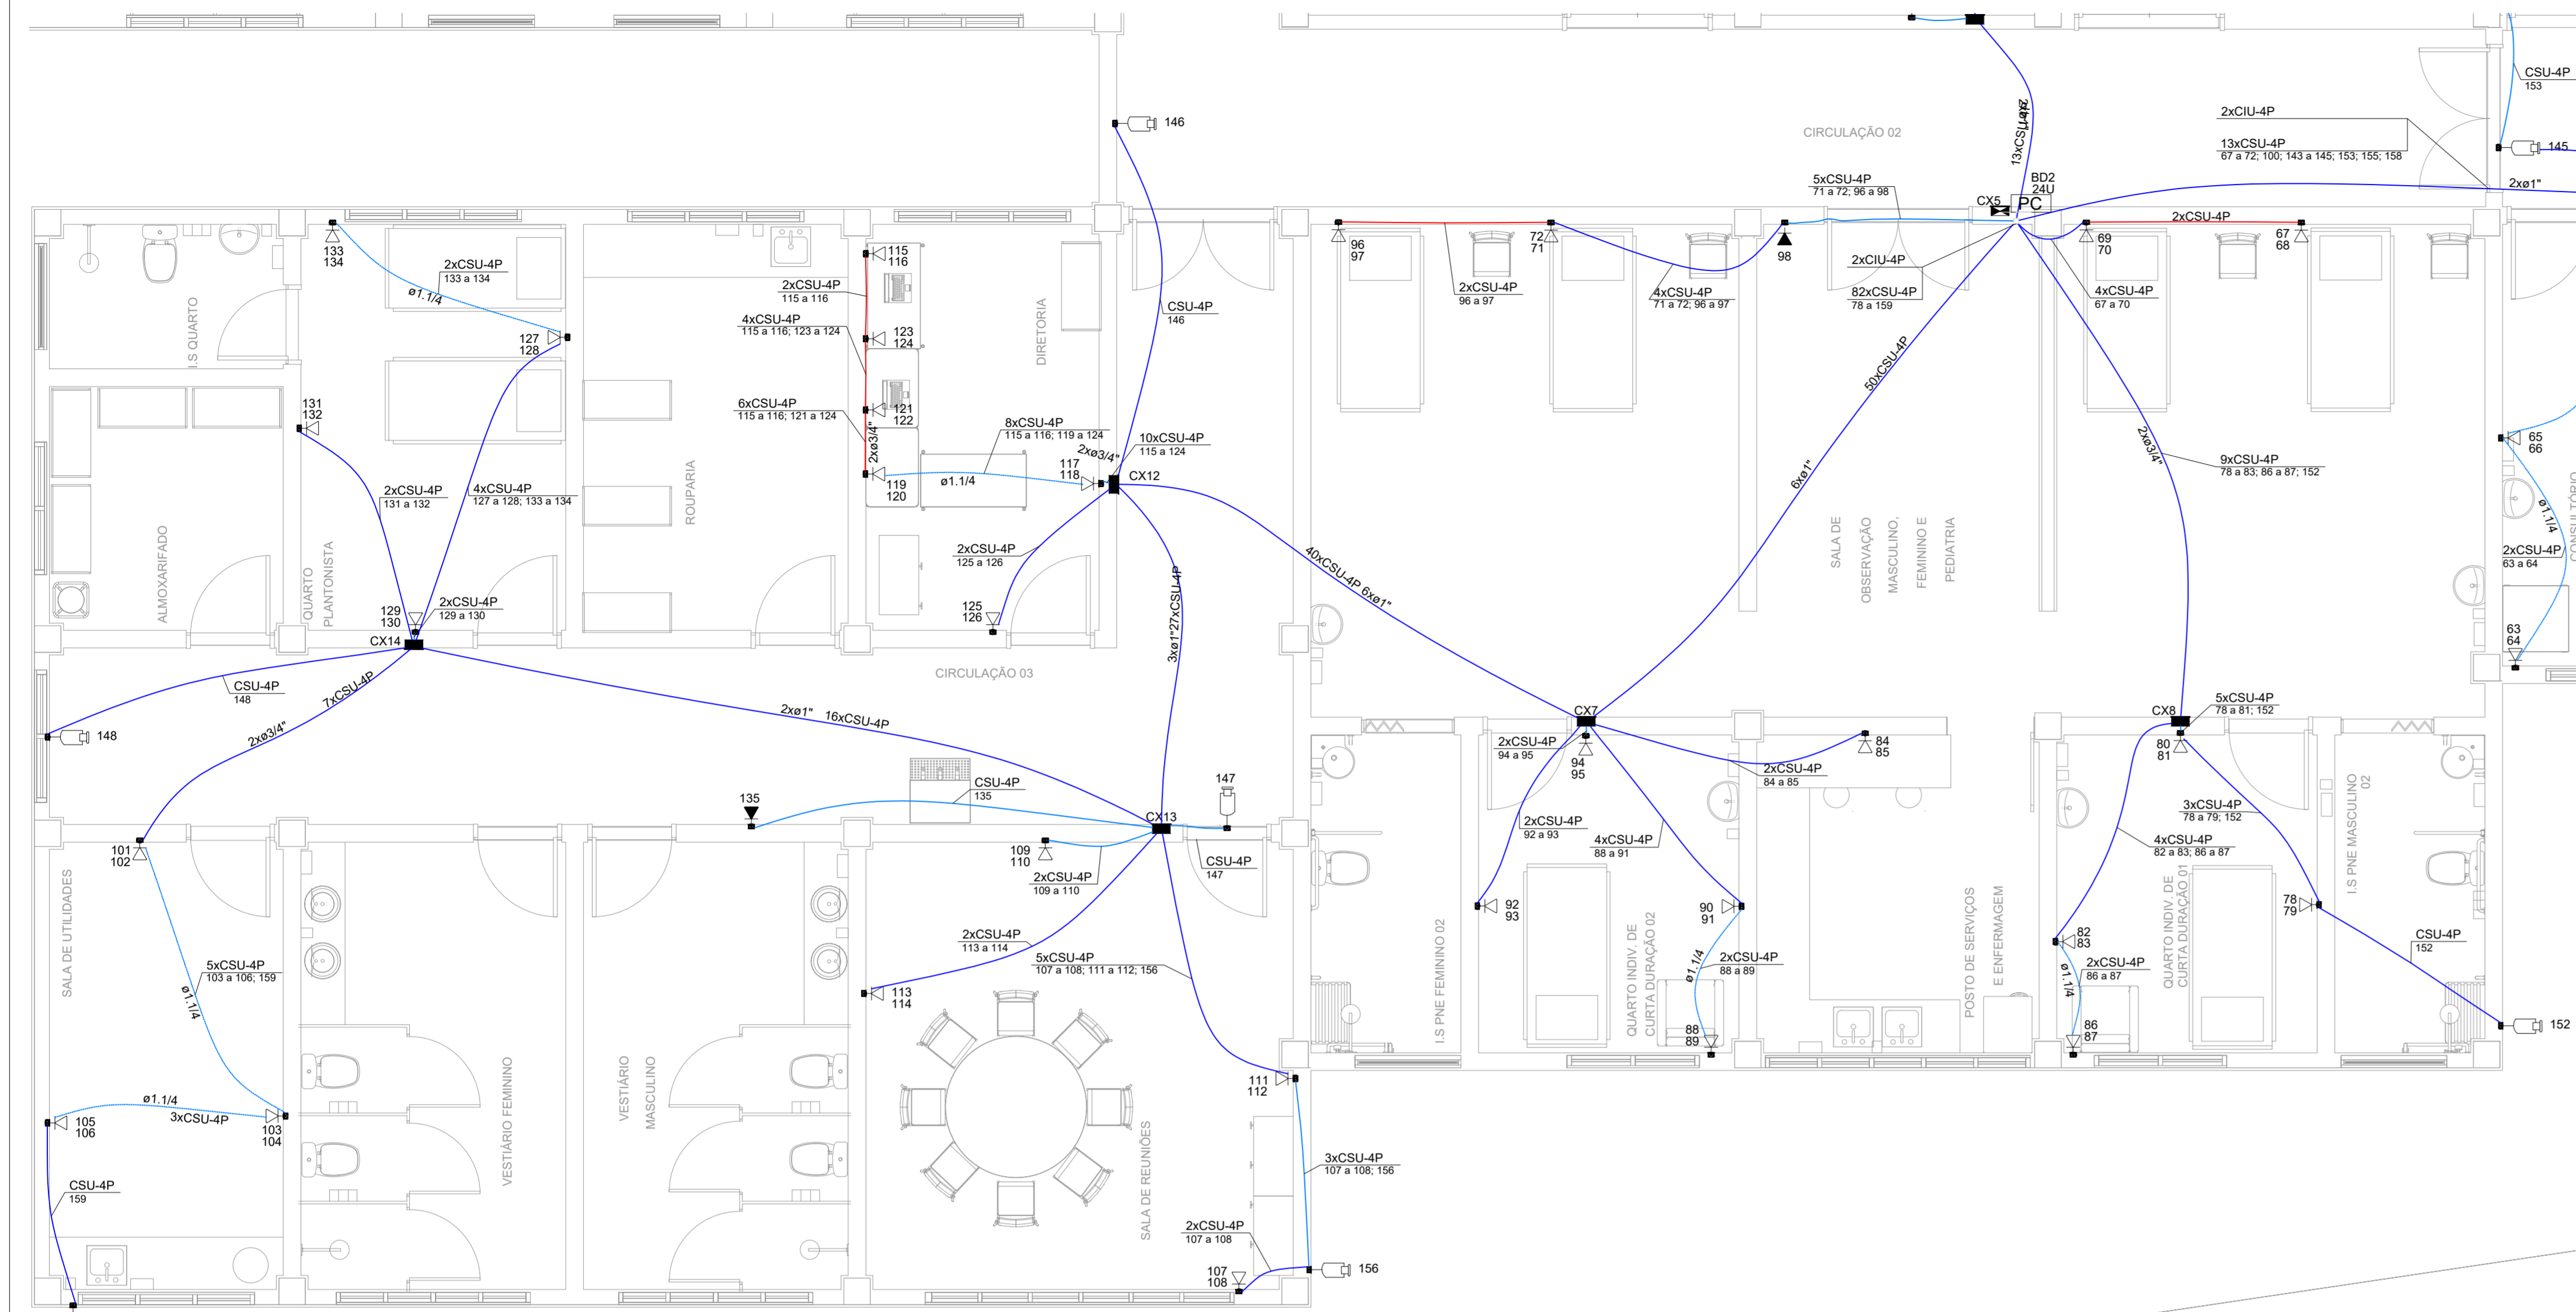 CSU-4P
153
2xCIU-4P
13xCSU-4P
67 a 72; 100; 143 a 145; 153; 155; 158
145
2xø1"
146
CIRCULAÇÃO 02
13xCSU-4P
5xCSU-4P
71 a 72; 96 a 98
BD2
24U
CX5
PC
133
134
2xCSU-4P
133 a 134
ø1.1/4
I.S QUARTO
127
128
115
116
2xCSU-4P
115 a 116
4xCSU-4P
115 a 116; 123 a 124
123
124
DIRETORIA
CSU-4P
146
96
97
2xCSU-4P
96 a 97
72
71
4xCSU-4P
71 a 72; 96 a 97
98
2xCIU-4P
82xCSU-4P
78 a 159
69
70
2xCSU-4P
67
68
4xCSU-4P
67 a 70
131
132
6xCSU-4P
115 a 116; 121 a 124
121
122
2xø3/4"
8xCSU-4P
115 a 116; 119 a 124
2xø3/4"
10xCSU-4P
115 a 124
117
118
CX12
119
120
ø1.1/4
50xCSU-4P
6xø1"
2xø3/4"
9xCSU-4P
78 a 83; 86 a 87; 152
65
66
ø1.1/4
CONSULTÓRIO
2xCSU-4P
63 a 64
63
64
2xCSU-4P
131 a 132
4xCSU-4P
127 a 128; 133 a 134
ROUPARIA
ALMOXARIFADO
QUARTO
PLANTONISTA
2xCSU-4P
125 a 126
125
126
129
130
2xCSU-4P
129 a 130
CX14
40xCSU-4P 6xø1"
3xø1"27xCSU-4P
SALA DE
OBSERVAÇÃO
MASCULINO,
FEMININO E
PEDIATRIA
CIRCULAÇÃO 03
CSU-4P
148
7xCSU-4P
2xø3/4"
148
2xø1" 16xCSU-4P
CX7
2xCSU-4P
94 a 95
94
95
84
85
2xCSU-4P
84 a 85
CX8
5xCSU-4P
78 a 81; 152
80
81
135
CSU-4P
135
147
CX13
101
102
109
110
2xCSU-4P
109 a 110
CSU-4P
147
2xCSU-4P
92 a 93
4xCSU-4P
88 a 91
3xCSU-4P
78 a 79; 152
4xCSU-4P
82 a 83; 86 a 87
I.S PNE MASCULINO
02
SALA DE UTILIDADES
5xCSU-4P
103 a 106; 159
ø1.1/4
2xCSU-4P
113 a 114
5xCSU-4P
107 a 108; 111 a 112; 156
113
114
92
93
90
91
I.S PNE FEMININO 02
QUARTO INDIV. DE
CURTA DURAÇÃO 02
2xCSU-4P
88 a 89
ø1.1/4
POSTO DE SERVIÇOS
E ENFERMAGEM
82
83
2xCSU-4P
86 a 87
ø1.1/4
QUARTO INDIV. DE
CURTA DURAÇÃO 01
78
79
CSU-4P
152
152
88
89
86
87
111
112
ø1.1/4
3xCSU-4P
105
106
103
104
VESTIÁRIO FEMININO
VESTIÁRIO
MASCULINO
SALA DE REUNIÕES
3xCSU-4P
107 a 108; 156
CSU-4P
159
2xCSU-4P
107 a 108
107
108
156